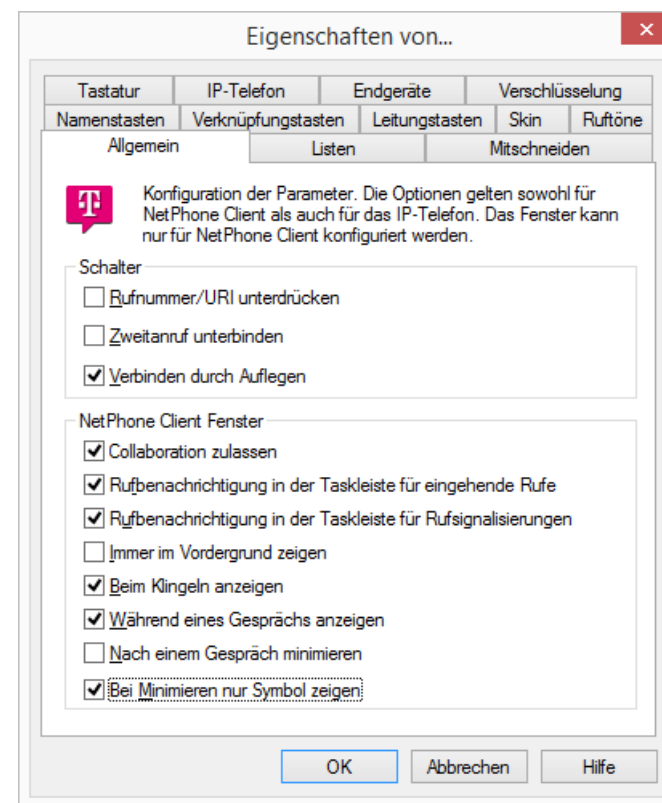 Eigenschaften von...
Tastatur IP-Telefon Endgeräte Verschlüsselung
Namenstasten Verknüpfungstasten Leitungstasten Skin Ruftöne
Allgemein Listen Mitschneiden
T
Konfiguration der Parameter. Die Optionen gelten sowohl für
NetPhone Client als auch für das IP-Telefon. Das Fenster kann
nur für NetPhone Client konfiguriert werden.
Schalter
Rufnummer/URI unterdrücken
Zweitanruf unterbinden
Verbinden durch Auflegen
NetPhone Client Fenster
Collaboration zulassen
Rufbenachrichtigung in der Taskleiste für eingehende Rufe
Rufbenachrichtigung in der Taskleiste für Rufsignalisierungen
Immer im Vordergrund zeigen
Beim Klingeln anzeigen
Während eines Gesprächs anzeigen
Nach einem Gespräch minimieren
Bei Minimieren nur Symbol zeigen
OK Abbrechen Hilfe